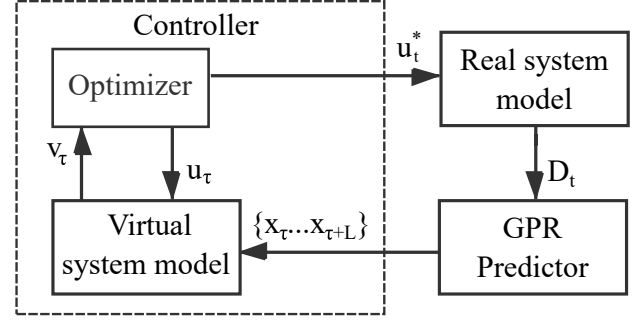 Controller
Optimizer
u*t
Real system
model
vτ
uτ
Dt
Virtual
system model
{xτ...xτ+L}
GPR
Predictor